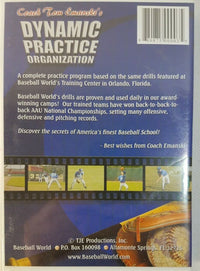 Coach Tom Emanski's
DYNAMIC
PRACTICE
ORGANIZATION
A complete practice program based on the same drills featured at
Baseball World's Training Center in Orlando, Florida.
Baseball World's drills are proven and used daily in our award
winning camps! Our trained teams have won back-to-back-to
back AAU National Championships, setting many offensive,
defensive and pitching records.
Discover the secrets of America's finest Baseball School!
- Best wishes from Coach Emanski
© TJE Productions, Inc.
Baseball World • P.O. Box 160098 • Altamonte Springs, FL
www.BaseballWorld.com